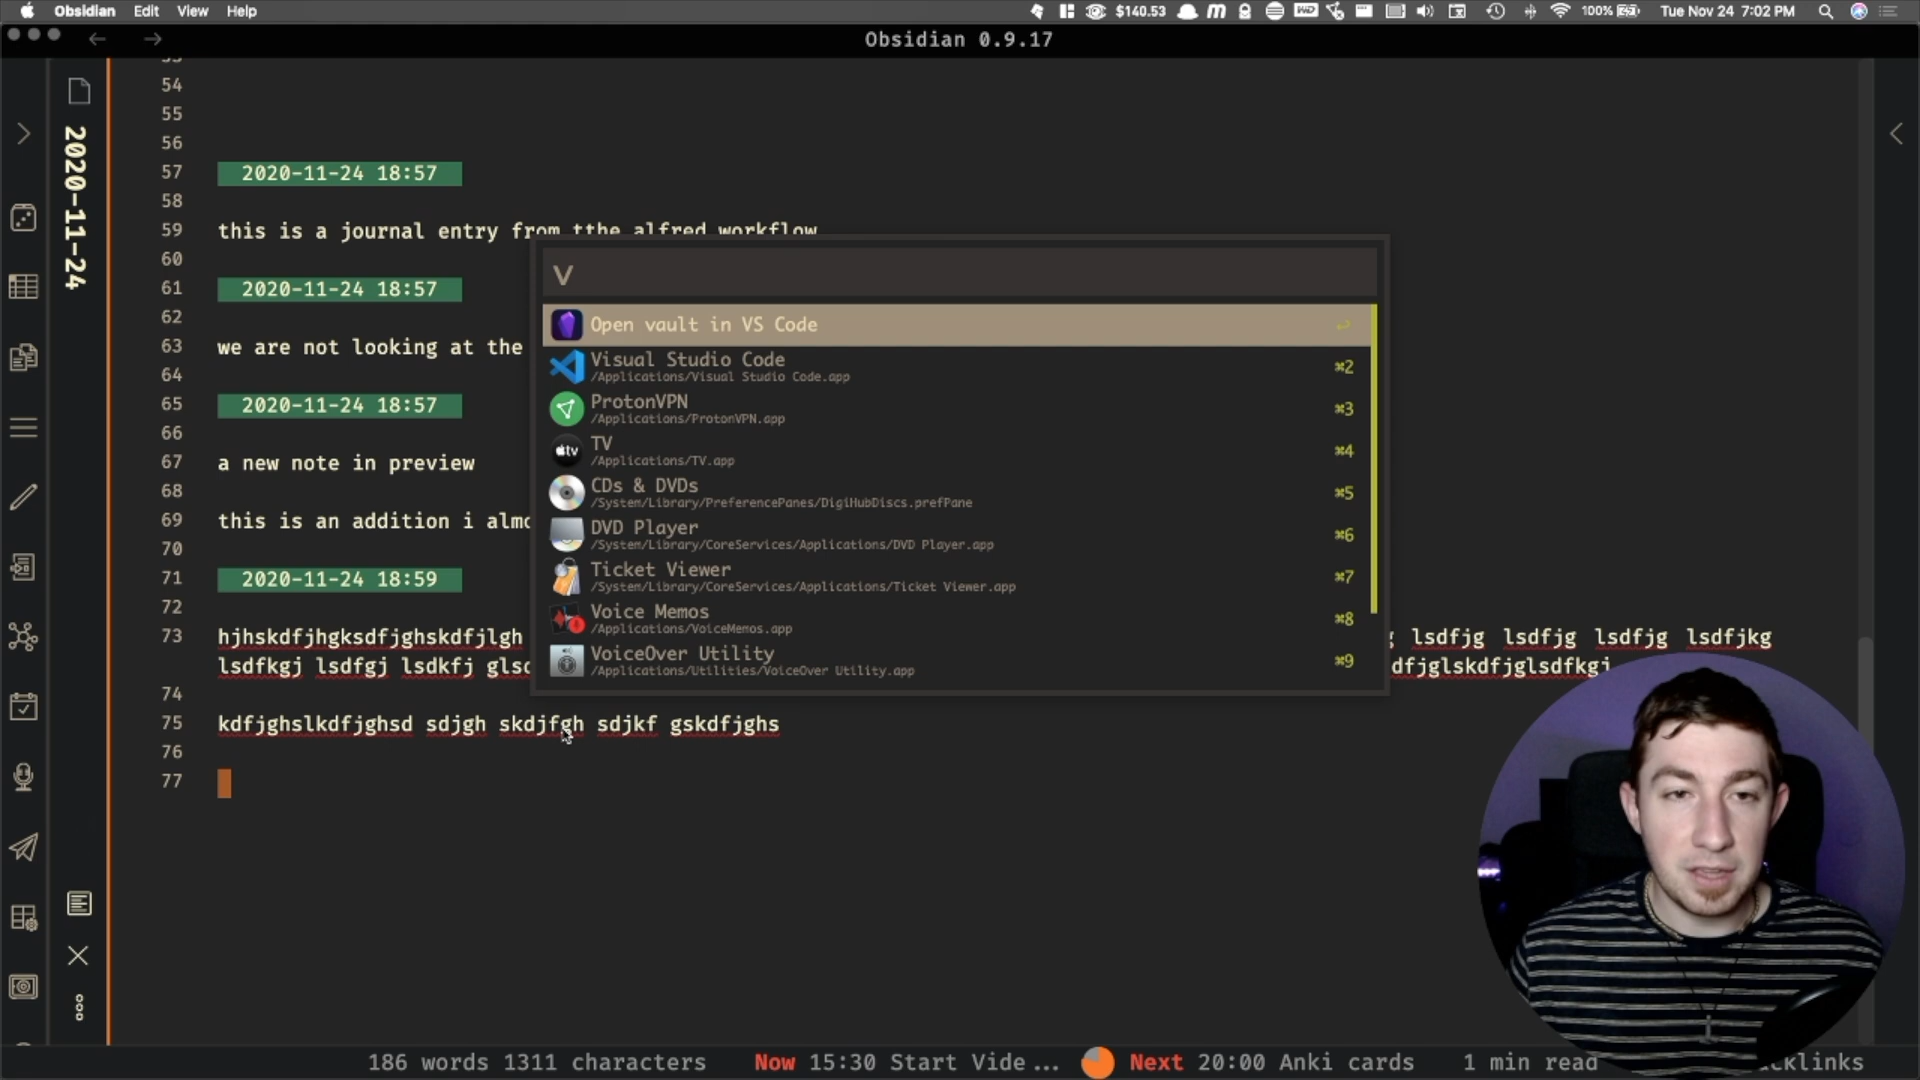 Obsidian Edit View Help $140.53 100% Tue Nov 24 7:02 PM
Obsidian 0.9.17
2020-11-24
54
55
56
57 2020-11-24 18:57
58
59 this is a journal entry from tthe alfred workflow
60
61 2020-11-24 18:57
62
63 we are not looking at the
64
65 2020-11-24 18:57
66
67 a new note in preview
68
69 this is an addition i almo
70
71 2020-11-24 18:59
72
73 hjhskdfjhgksdfjghskdfjlgh lsdfjg lsdfjg lsdfjg lsdfjkg
lsdfkgj lsdfgj lsdkfj dfjglskdfjglsdfkgj
74
75 kdfjghslkdfjghsd sdjgh skdjfgh sdjkf gskdfjghs
76
77
V
Open vault in VS Code
Visual Studio Code ⌘2
/Applications/Visual Studio Code.app
ProtonVPN ⌘3
/Applications/ProtonVPN.app
tv TV ⌘4
/Applications/TV.app
CDs & DVDs ⌘5
/System/Library/PreferencePanes/DigiHubDiscs.prefPane
DVD Player ⌘6
/System/Library/CoreServices/Applications/DVD Player.app
Ticket Viewer ⌘7
/System/Library/CoreServices/Applications/Ticket Viewer.app
Voice Memos ⌘8
/Applications/VoiceMemos.app
VoiceOver Utility ⌘9
/Applications/Utilities/VoiceOver Utility.app
186 words 1311 characters Now 15:30 Start Vide... Next 20:00 Anki cards 1 min read cklinks